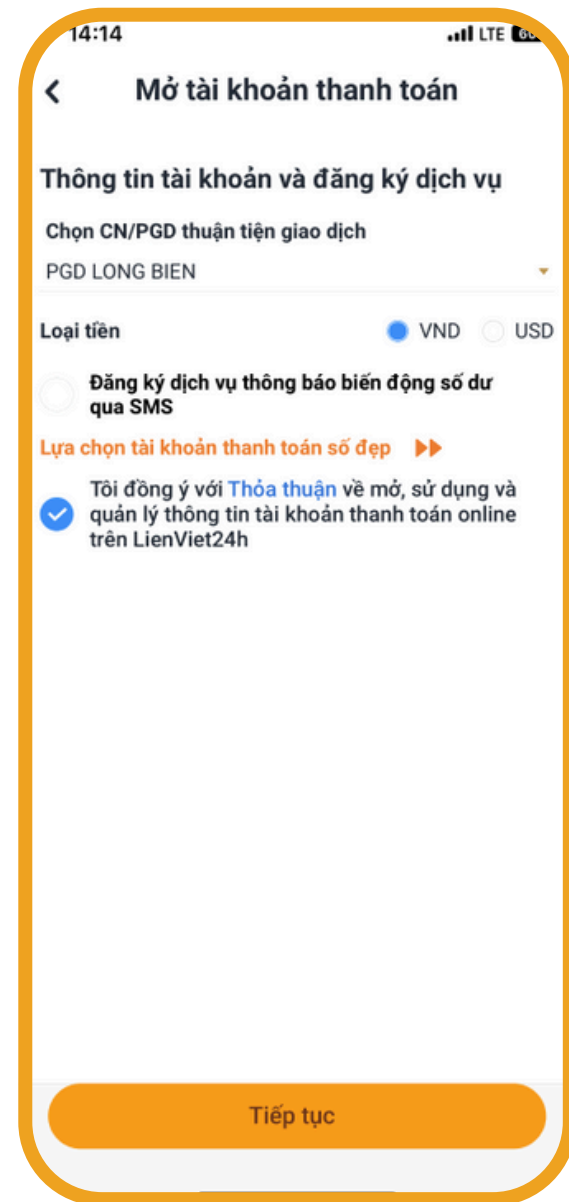 14:14 LTE
Mở tài khoản thanh toán
Thông tin tài khoản và đăng ký dịch vụ
Chọn CN/PGD thuận tiện giao dịch
PGD LONG BIEN
Loại tiền VND USD
Đăng ký dịch vụ thông báo biến động số dư
qua SMS
Lựa chọn tài khoản thanh toán số đẹp
Tôi đồng ý với Thỏa thuận về mở, sử dụng và
quản lý thông tin tài khoản thanh toán online
trên LienViet24h
Tiếp tục